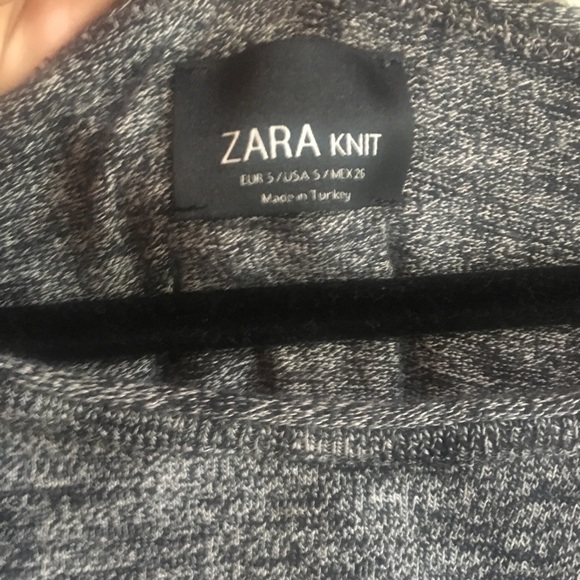 ZARA KNIT
EUR S / USA S / MEX 26
Made in Turkey